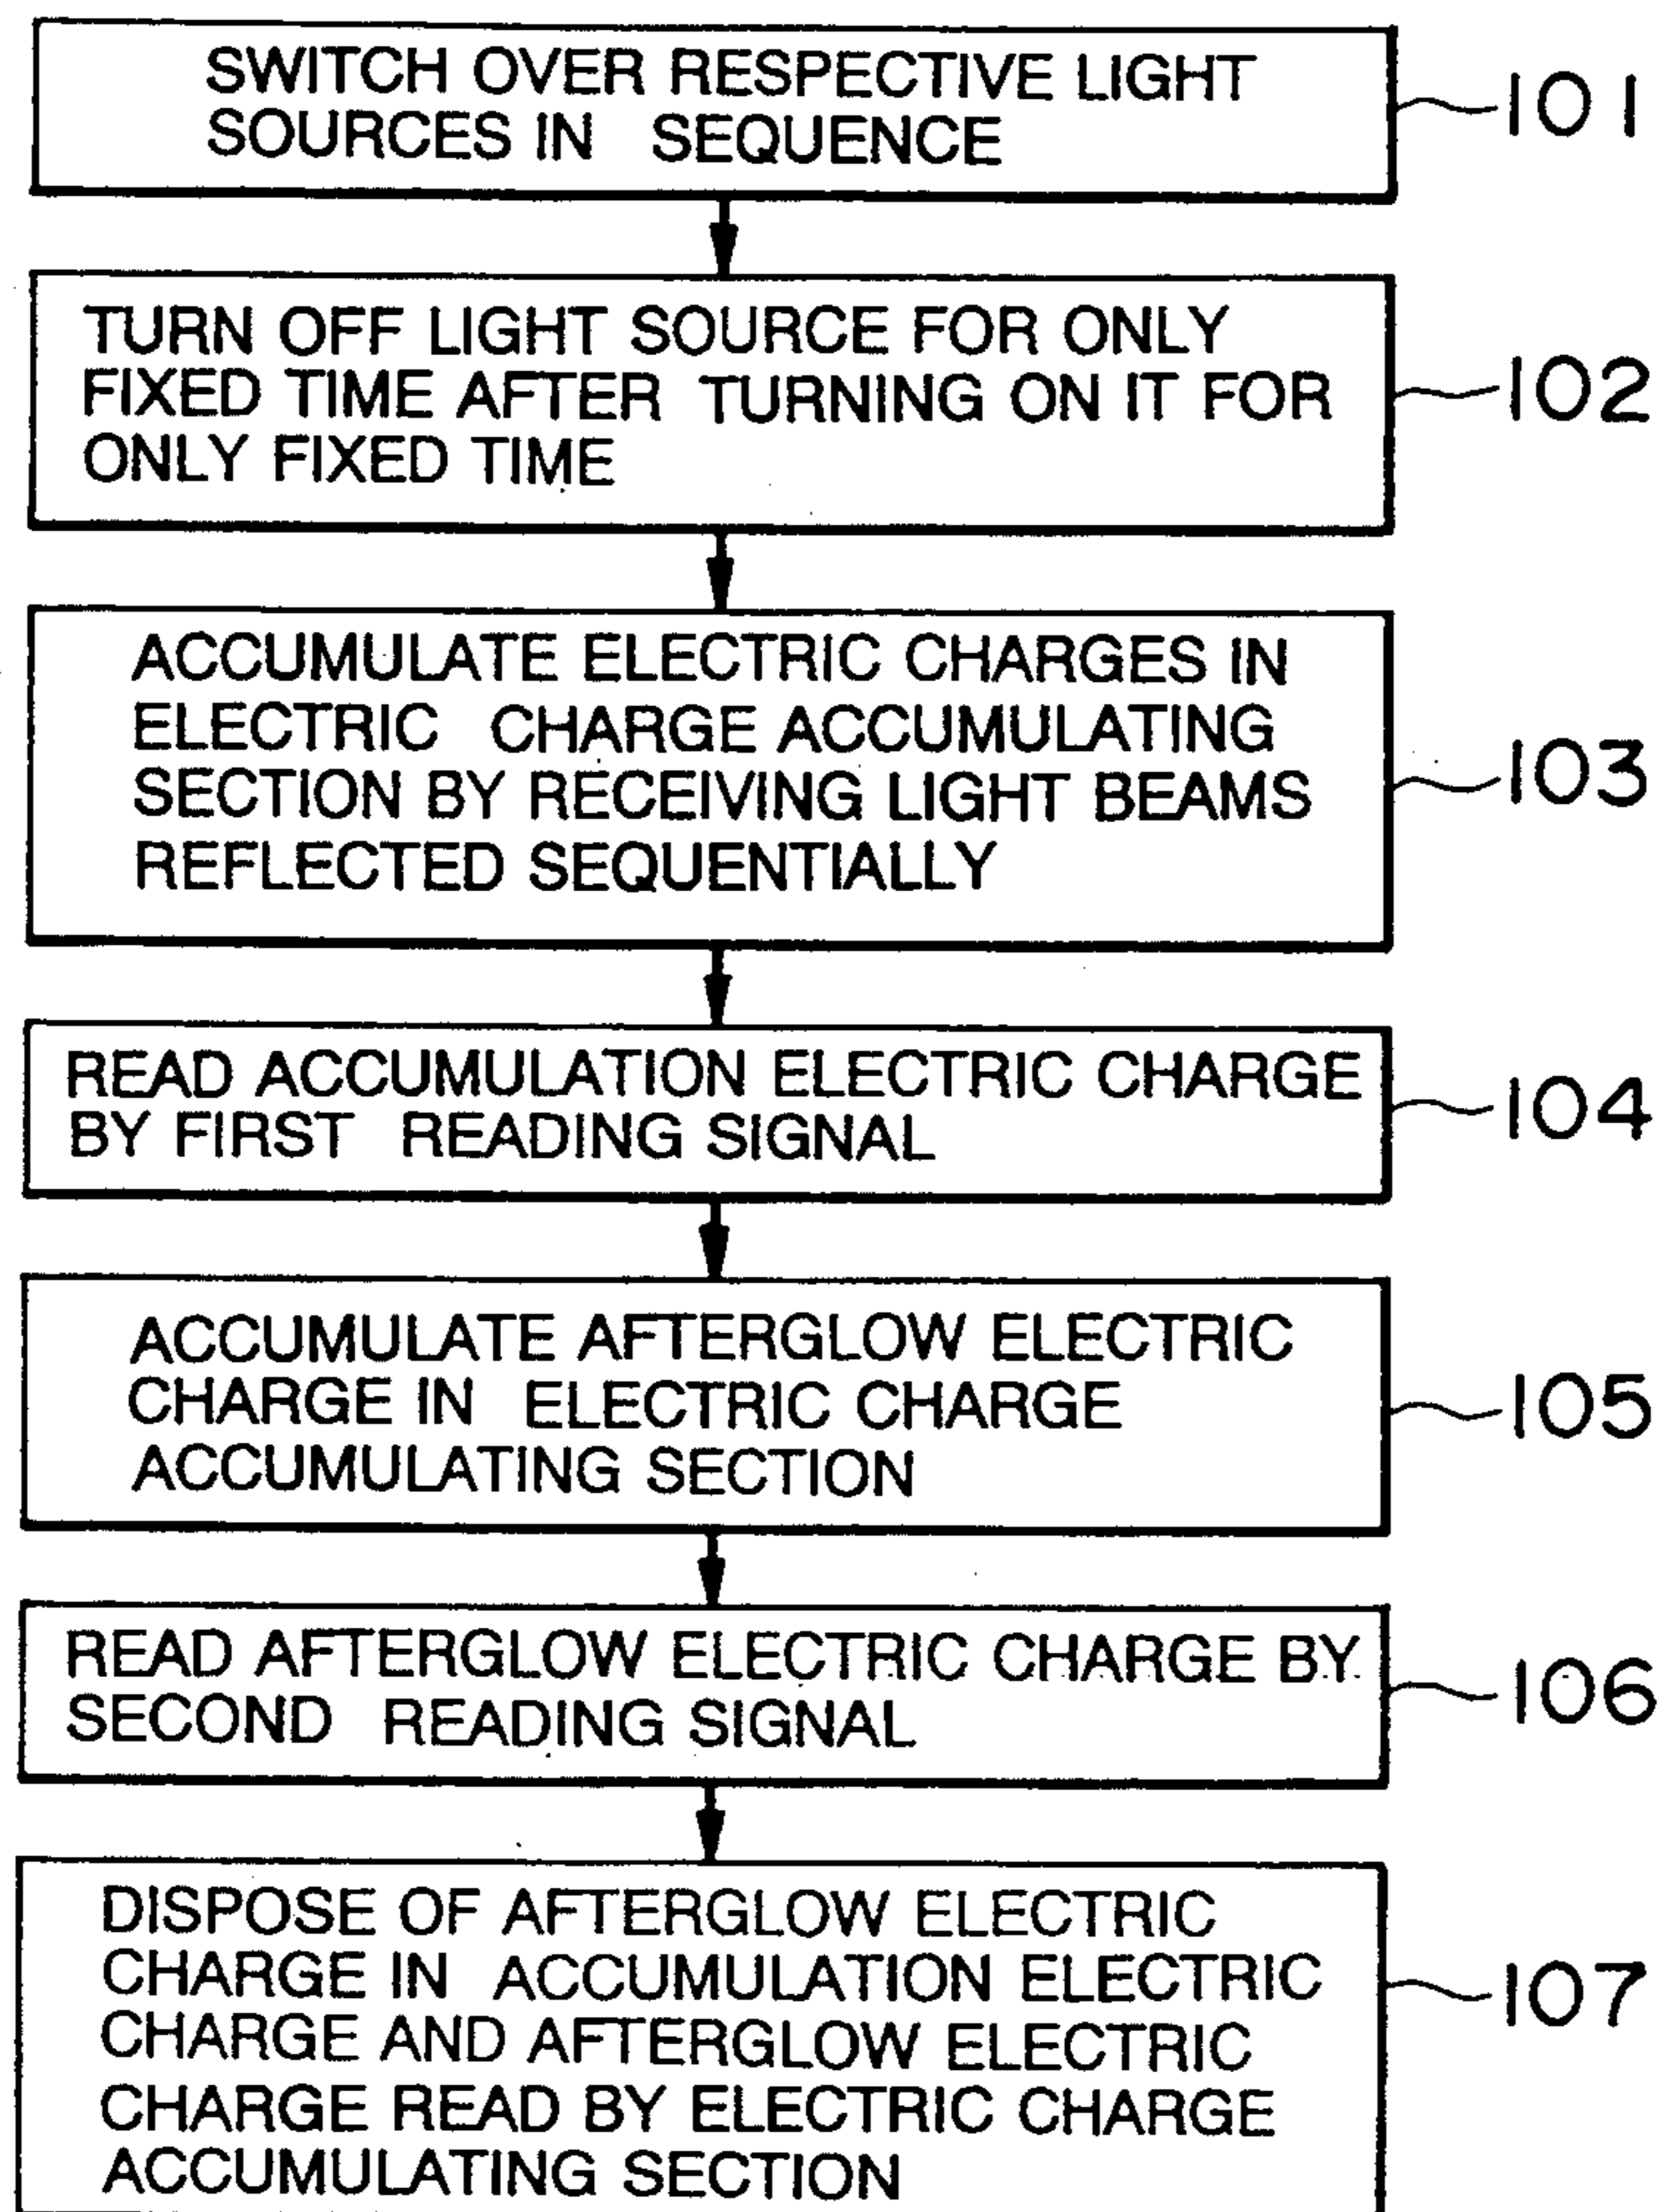 SWITCH OVER RESPECTIVE LIGHT
SOURCES IN SEQUENCE
101
TURN OFF LIGHT SOURCE FOR ONLY
FIXED TIME AFTER TURNING ON IT FOR
ONLY FIXED TIME
102
ACCUMULATE ELECTRIC CHARGES IN
ELECTRIC CHARGE ACCUMULATING
SECTION BY RECEIVING LIGHT BEAMS
REFLECTED SEQUENTIALLY
103
READ ACCUMULATION ELECTRIC CHARGE
BY FIRST READING SIGNAL
104
ACCUMULATE AFTERGLOW ELECTRIC
CHARGE IN ELECTRIC CHARGE
ACCUMULATING SECTION
105
READ AFTERGLOW ELECTRIC CHARGE BY
SECOND READING SIGNAL
106
DISPOSE OF AFTERGLOW ELECTRIC
CHARGE IN ACCUMULATION ELECTRIC
CHARGE AND AFTERGLOW ELECTRIC
CHARGE READ BY ELECTRIC CHARGE
ACCUMULATING SECTION
107